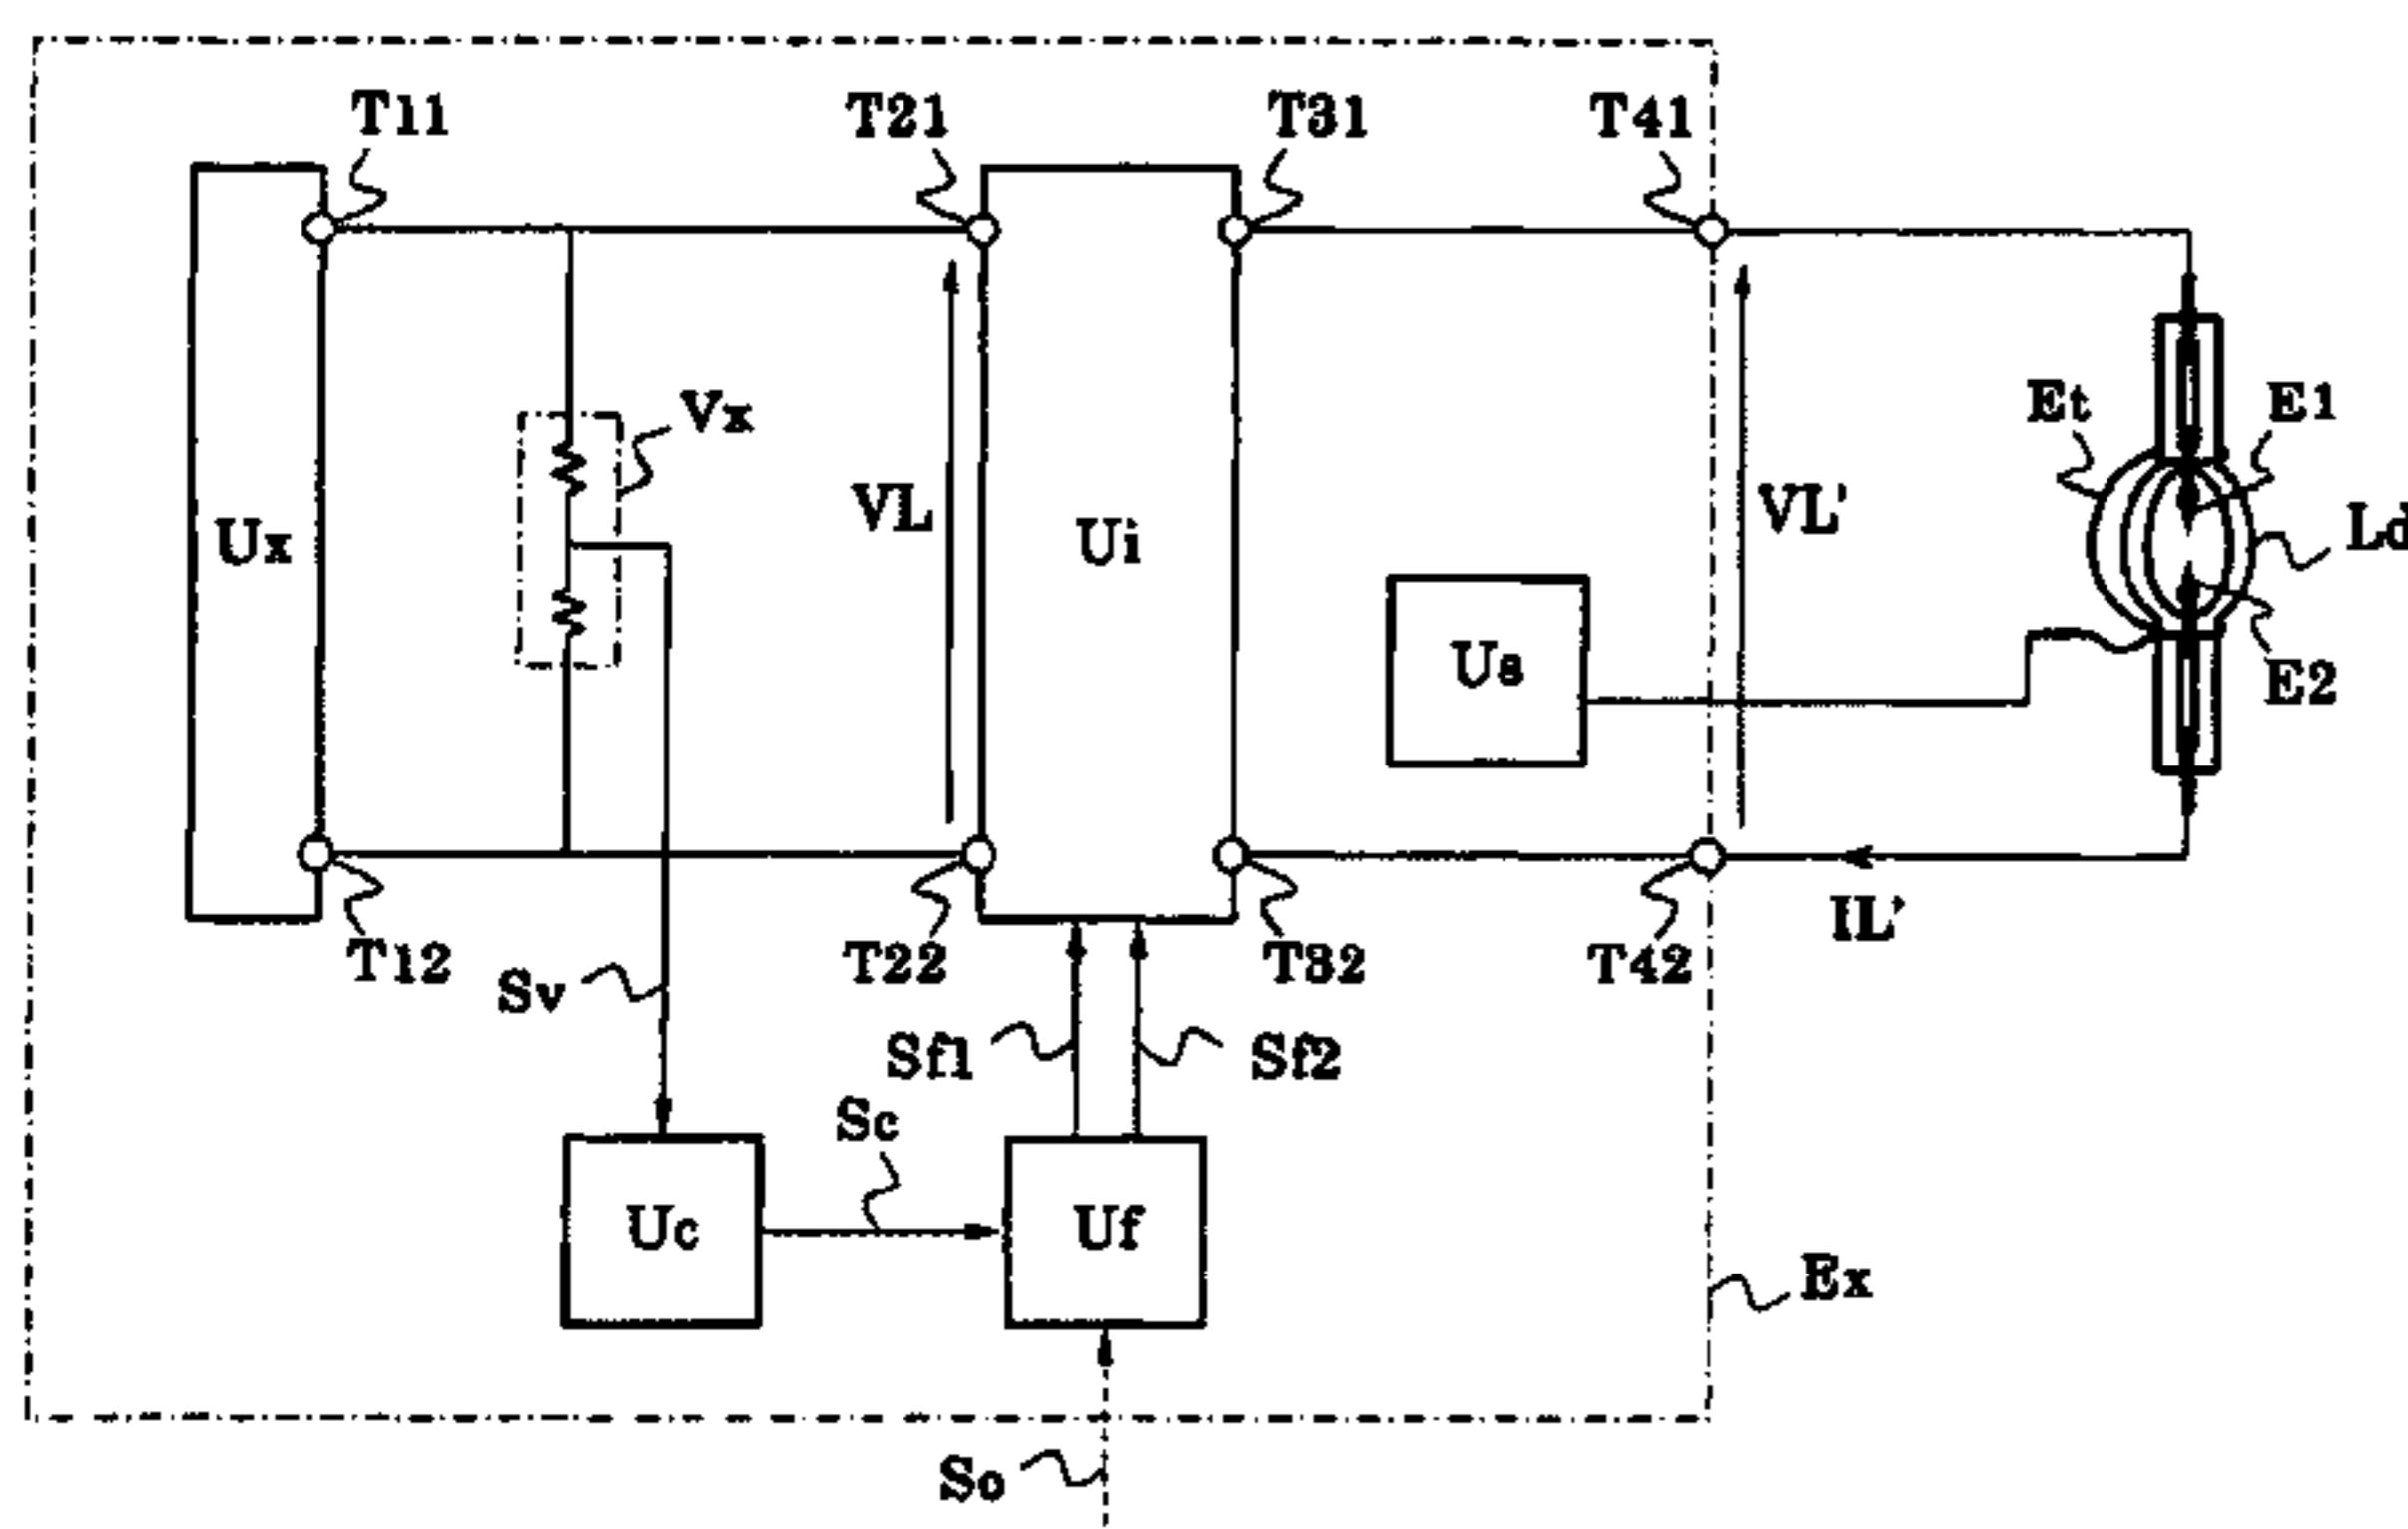 T11
T21
T31
T41
Vx
Et
E1
VL
VL'
Ux
Ui
Ld
Us
E2
IL'
T12
T22
T32
T42
Sv
Sf1
Sf2
Sc
Uc
Uf
Ex
So